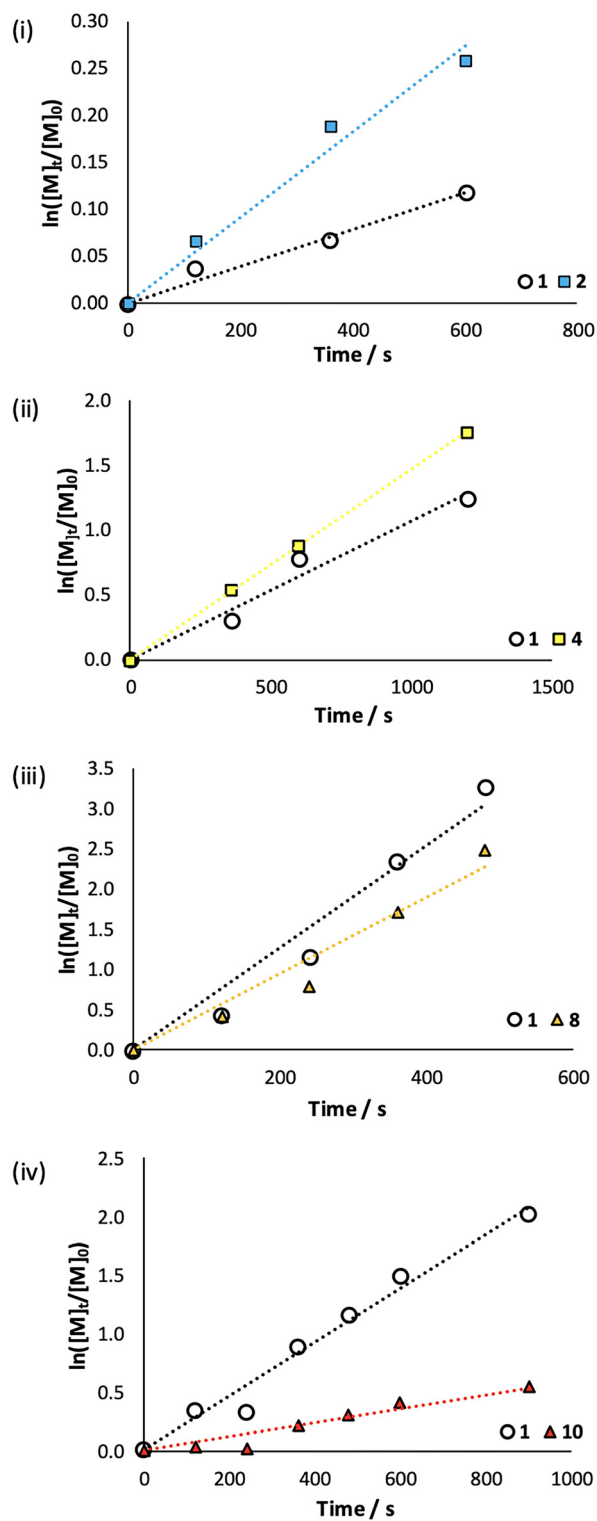 (i)
ln([M]t/[M]0)
0.30
0.25
0.20
0.15
0.10
0.05
0.00
0 200 400 600 800
Time / s
1 2
(ii)
ln([M]t/[M]0)
2.0
1.5
1.0
0.5
0.0
0 500 1000 1500
Time / s
1 4
(iii)
ln([M]t/[M]0)
3.5
3.0
2.5
2.0
1.5
1.0
0.5
0.0
0 200 400 600
Time / s
1 8
(iv)
ln([M]t/[M]0)
2.5
2.0
1.5
1.0
0.5
0.0
0 200 400 600 800 1000
Time / s
1 10